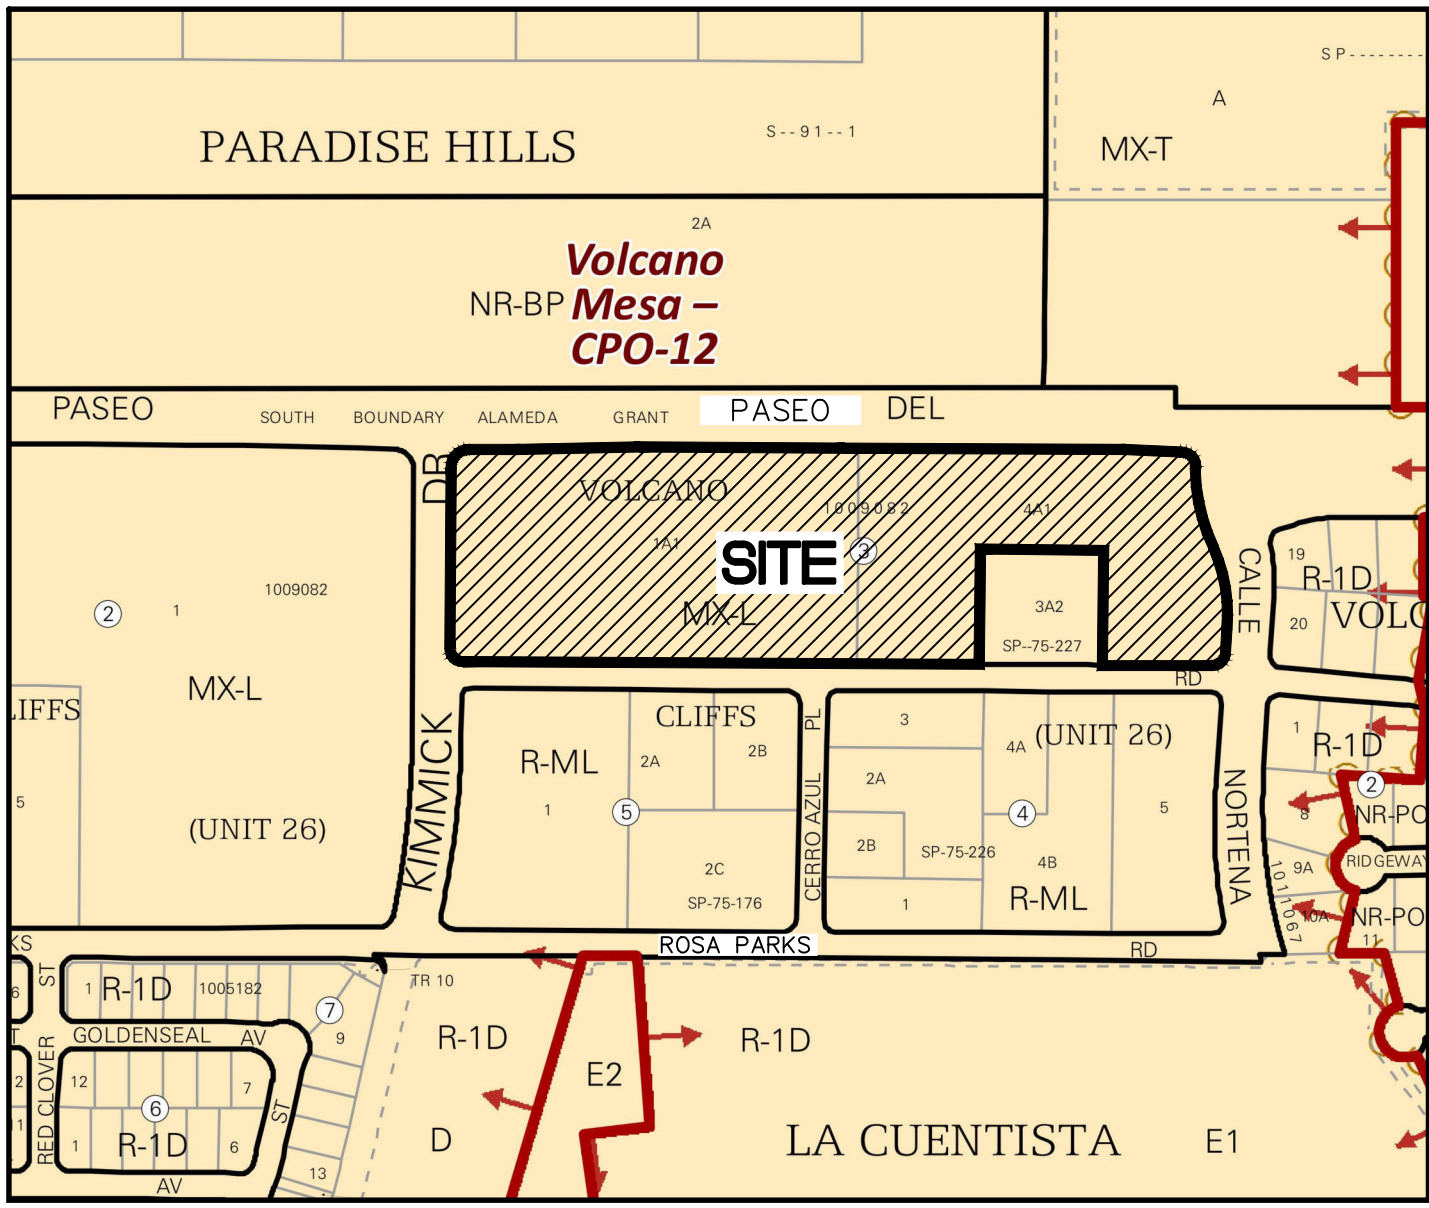 SP--------
A
PARADISE HILLS
S--91--1
MX-T
2A
Volcano
NR-BP Mesa –
CPO-12
PASEO
SOUTH BOUNDARY ALAMEDA GRANT
PASEO
DEL
DR
VOLCANO
1009082
4A1
1A1
SITE
3
MX-L
3A2
SP--75-227
RD
CALLE
19
R-1D
20
VOLC
2
1
1009082
MX-L
LIFFS
5
(UNIT 26)
KIMMICK
CLIFFS
R-ML
2A
2B
1
5
2C
SP-75-176
PL
CERRO AZUL
3
4A
(UNIT 26)
2A
4
5
2B
SP-75-226
4B
1
R-ML
NORTENA
1
R-1D
2
8
NR-PO
9A
RIDGEWAY
1011067
10A
NR-PO
11
KS
ROSA PARKS
RD
ST
6
1
R-1D
1005182
7
TR 10
9
R-1D
R-1D
T
GOLDENSEAL AV
RED CLOVER
2
12
7
6
ST
E2
11
1
R-1D
6
D
LA CUENTISTA
E1
13
AV